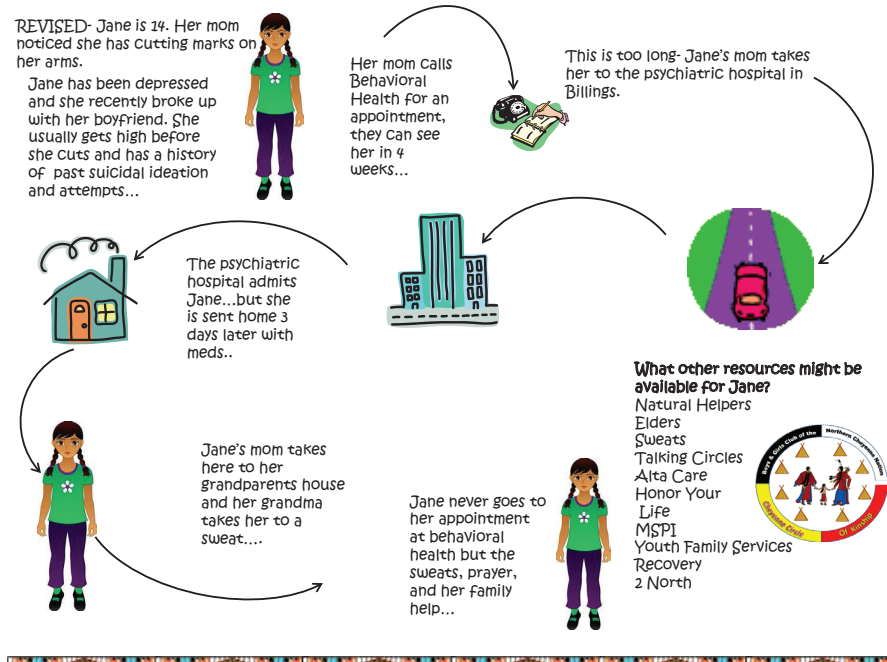 REVISED- Jane is 14. Her mom
noticed she has cutting marks on
her arms.
Jane has been depressed
and she recently broke up
with her boyfriend. She
usually gets high before
she cuts and has a history
of past suicidal ideation
and attempts...
Her mom calls
Behavioral
Health for an
appointment,
they can see
her in 4
weeks...
This is too long- Jane's mom takes
her to the psychiatric hospital in
Billings.
The psychiatric
hospital admits
Jane...but she
is sent home 3
days later with
meds..
Jane's mom takes
here to her
grandparents house
and her grandma
takes her to a
sweat....
Jane never goes to
her appointment
at behavioral
health but the
sweats, prayer,
and her family
help...
What other resources might be
available for Jane?
Natural Helpers
Elders
Sweats
Talking Circles
Alta Care
Honor Your
Life
MSPI
Youth Family Services
Recovery
2 North
Boys & Girls Club of the
Northern Cheyenne Nation
Cheyenne Circle
Of Kinship